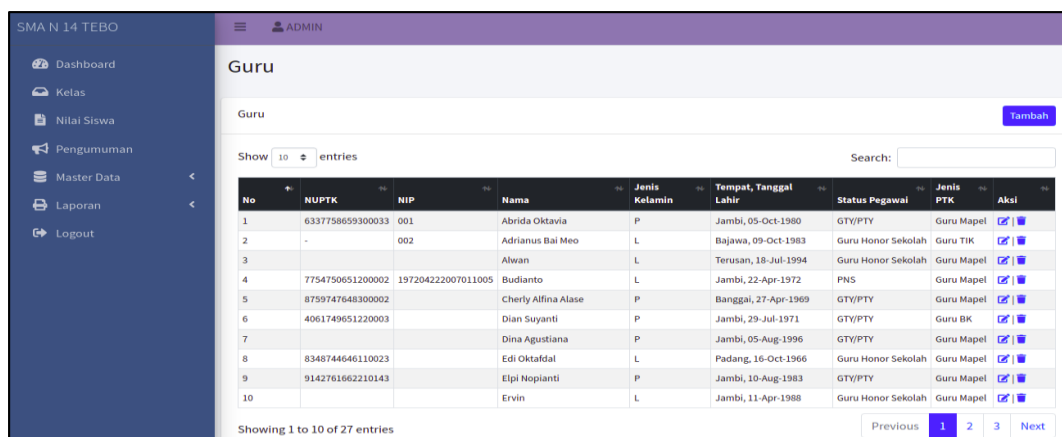 SMA N 14 TEBO
ADMIN
Dashboard
Kelas
Nilai Siswa
Pengumuman
Master Data
Laporan
Logout
Guru
Guru Tambah
Show 10 entries Search:
No NUPTK NIP Nama Jenis Kelamin Tempat, Tanggal Lahir Status Pegawai Jenis PTK Aksi
1 6337758659300033 001 Abrida Oktavia P Jambi, 05-Oct-1980 GTY/PTY Guru Mapel |
2 - 002 Adrianus Bai Meo L Bajawa, 09-Oct-1983 Guru Honor Sekolah Guru TIK |
3 Alwan L Terusan, 18-Jul-1994 Guru Honor Sekolah Guru Mapel |
4 7754750651200002 197204222007011005 Budianto L Jambi, 22-Apr-1972 PNS Guru Mapel |
5 8759747648300002 Cherly Alfina Alase P Banggai, 27-Apr-1969 GTY/PTY Guru Mapel |
6 4061749651220003 Dian Suyanti P Jambi, 29-Jul-1971 GTY/PTY Guru BK |
7 Dina Agustiana P Jambi, 05-Aug-1996 GTY/PTY Guru Mapel |
8 8348744646110023 Edi Oktafdal L Padang, 16-Oct-1966 Guru Honor Sekolah Guru Mapel |
9 9142761662210143 Elpi Nopianti P Jambi, 10-Aug-1983 GTY/PTY Guru Mapel |
10 Ervin L Jambi, 11-Apr-1988 Guru Honor Sekolah Guru Mapel |
Showing 1 to 10 of 27 entries Previous 1 2 3 Next